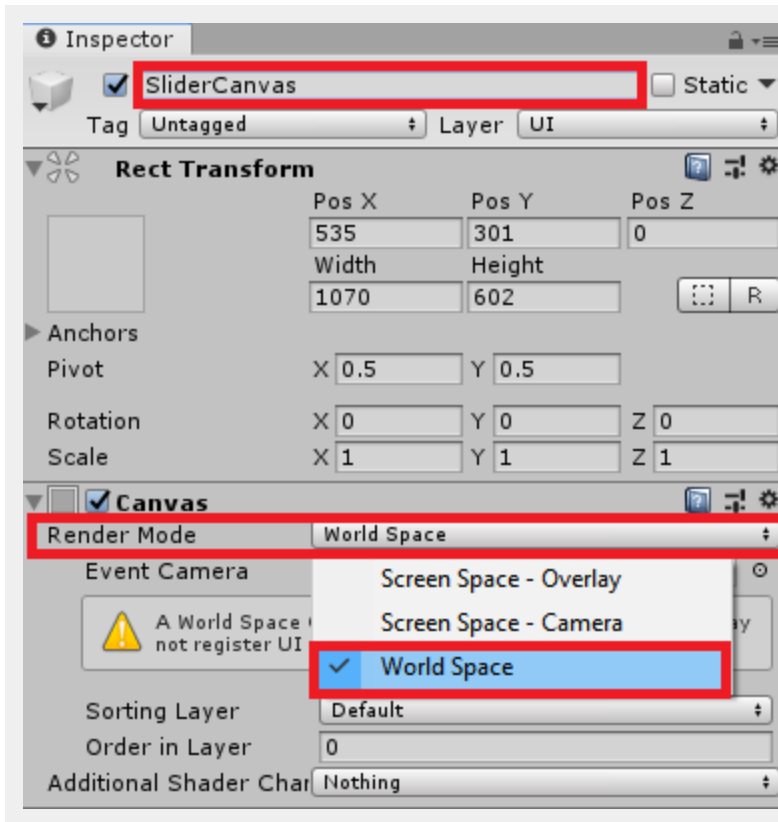 Inspector
SliderCanvas Static
Tag Untagged Layer UI
Rect Transform
Pos X Pos Y Pos Z
535 301 0
Width Height
1070 602 R
Anchors
Pivot X 0.5 Y 0.5
Rotation X 0 Y 0 Z 0
Scale X 1 Y 1 Z 1
Canvas
Render Mode World Space
Event Camera
Screen Space - Overlay
A World Space
Screen Space - Camera
not register UI
World Space
Sorting Layer Default
Order in Layer 0
Additional Shader Char Nothing